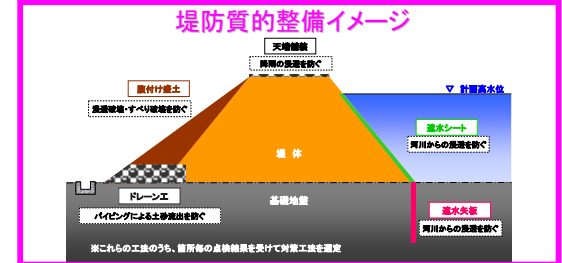 堤防質的整備イメージ
天端舗装
降雨の浸透を防ぐ
腹付け盛土
浸透破壊・すべり破壊を防ぐ
▽ 計画高水位
遮水シート
河川からの浸透を防ぐ
堤 体
ドレーン工
基礎地盤
パイピングによる土砂流出を防ぐ
遮水矢板
河川からの浸透を防ぐ
※これらの工法のうち、箇所毎の点検結果を受けて対策工法を選定